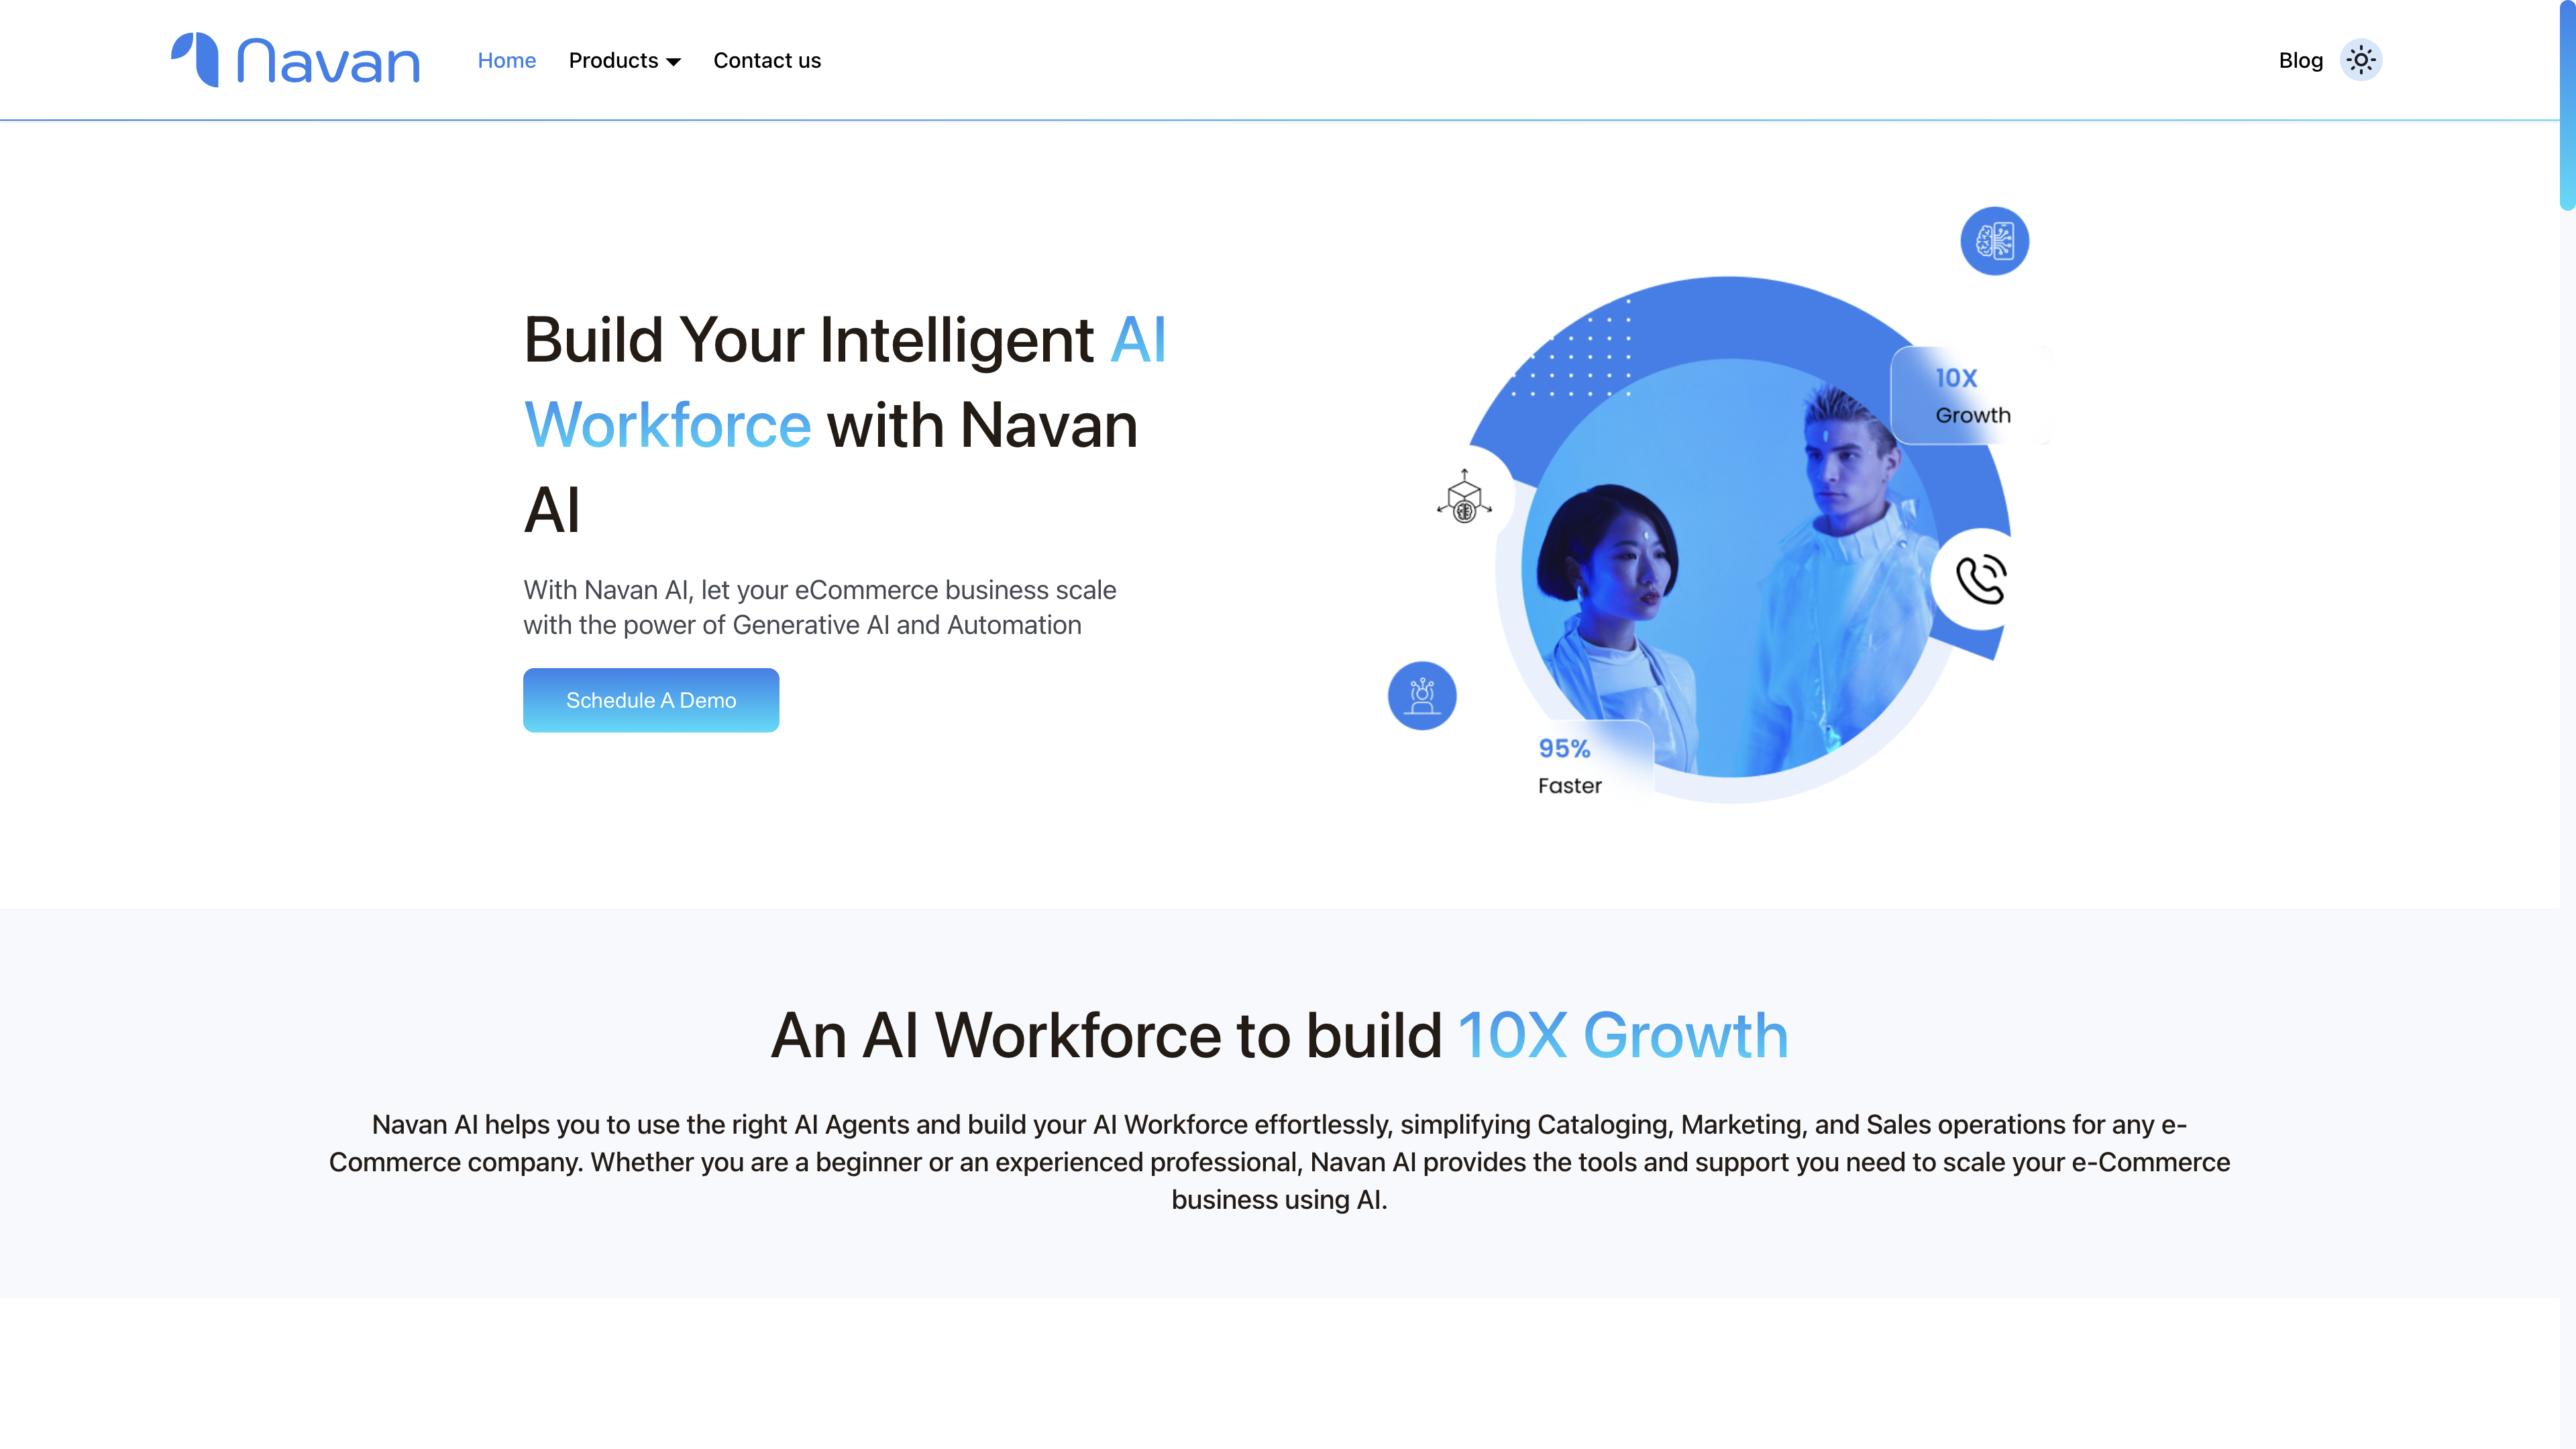 Navan
Home
Products
Contact us
Blog
Build Your Intelligent AI
Workforce with Navan
AI
With Navan AI, let your eCommerce business scale
with the power of Generative AI and Automation
Schedule A Demo
10X
Growth
95%
Faster
An AI Workforce to build 10X Growth
Navan AI helps you to use the right AI Agents and build your AI Workforce effortlessly, simplifying Cataloging, Marketing, and Sales operations for any e-
Commerce company. Whether you are a beginner or an experienced professional, Navan AI provides the tools and support you need to scale your e-Commerce
business using AI.